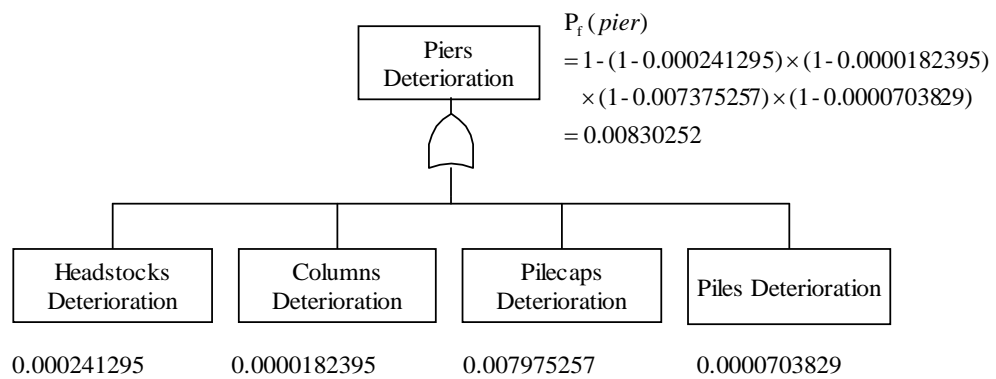 P_f (pier)
= 1 - (1 - 0.000241295) × (1 - 0.0000182395)
× (1 - 0.007375257) × (1 - 0.0000703829)
= 0.00830252
Piers
Deterioration
Headstocks
Deterioration
Columns
Deterioration
Pilecaps
Deterioration
Piles Deterioration
0.000241295
0.0000182395
0.007975257
0.0000703829